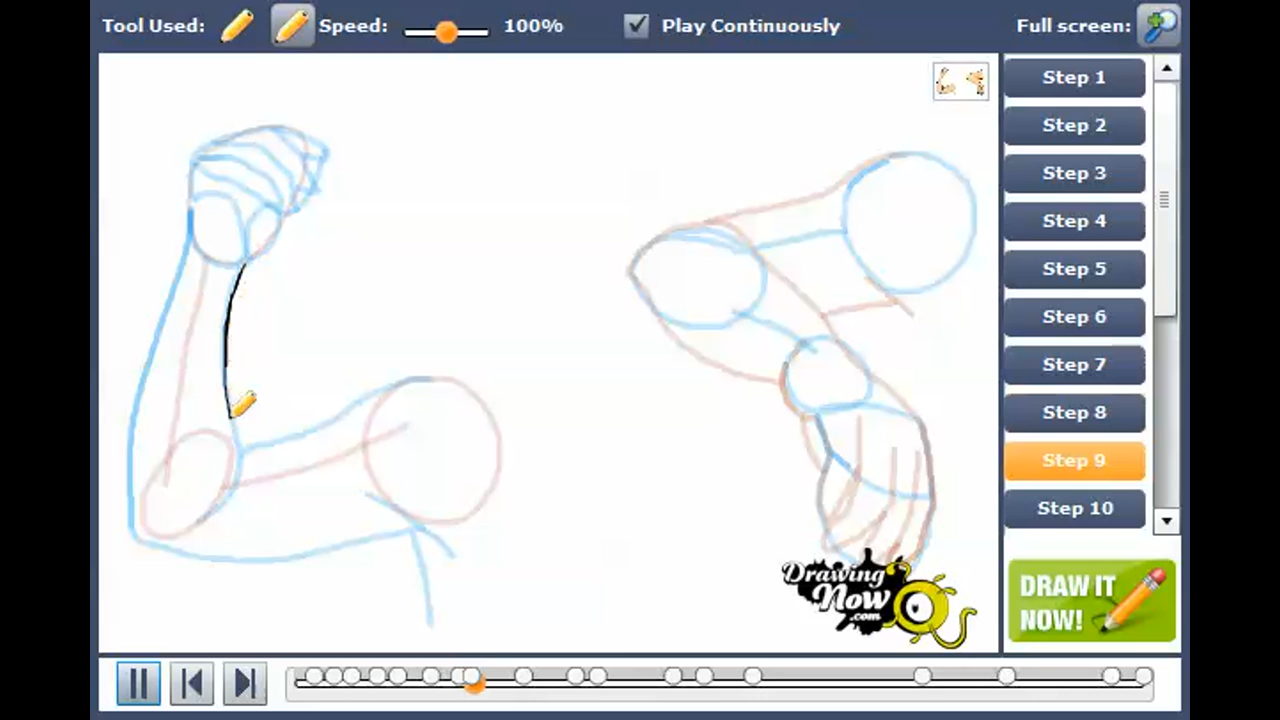 Tool Used: Speed: 100% Play Continuously Full screen:
Step 1
Step 2
Step 3
Step 4
Step 5
Step 6
Step 7
Step 8
Step 9
Step 10
Drawing
Now
.com
DRAW IT
NOW!